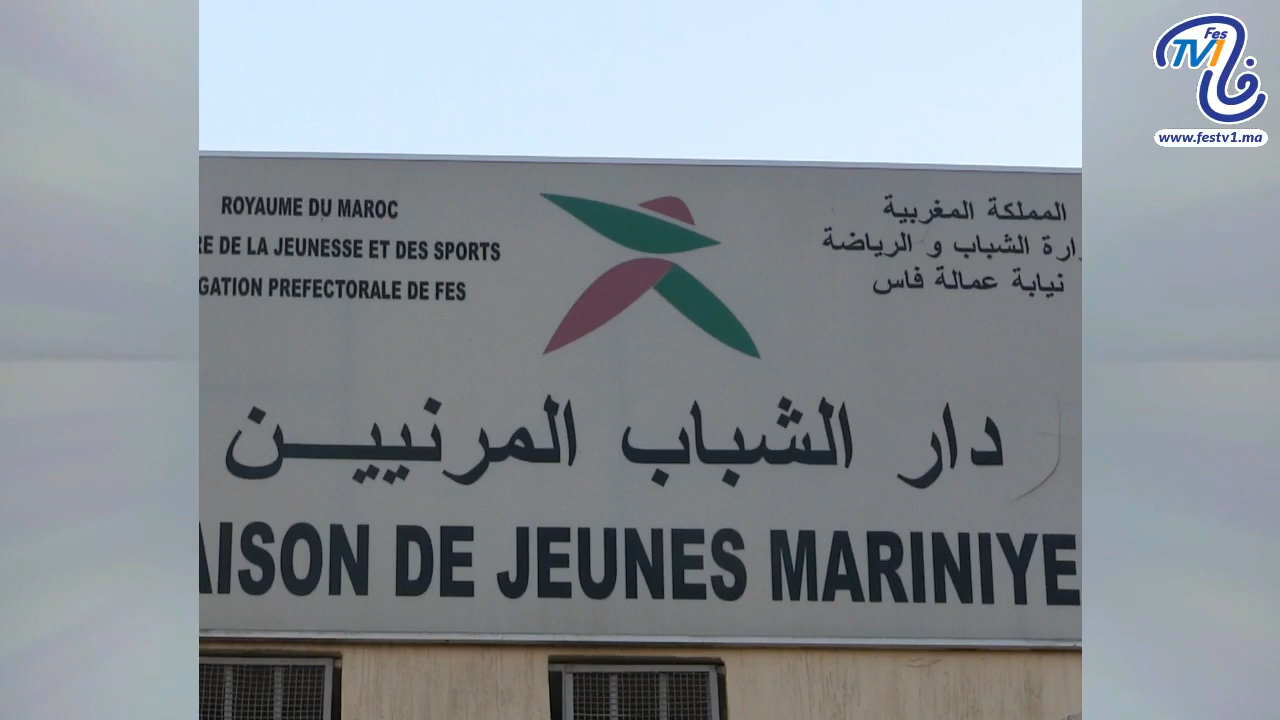 ROYAUME DU MAROC
RE DE LA JEUNESSE ET DES SPORTS
GATION PREFECTORALE DE FES
المملكة المغربية
ارة الشباب و الرياضة
نيابة عمالة فاس
دار الشباب المرنيين
AISON DE JEUNES MARINIYE
Fes
TV1
فاس
www.festv1.ma